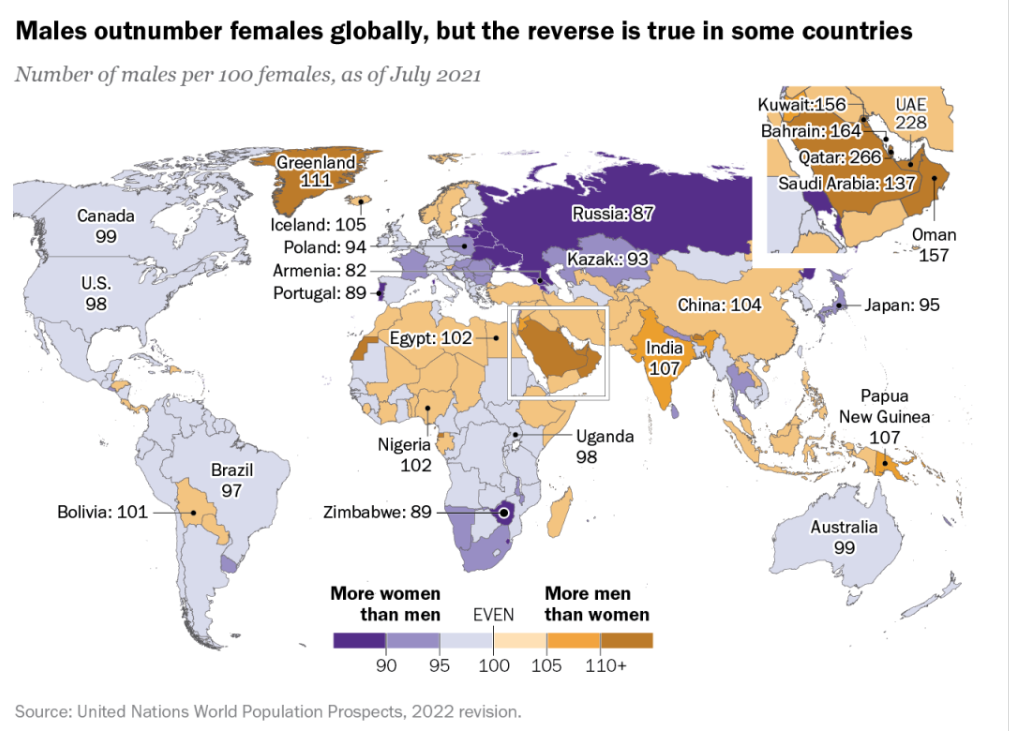 Males outnumber females globally, but the reverse is true in some countries
Number of males per 100 females, as of July 2021
Kuwait:156
UAE
228
Bahrain: 164
Qatar: 266
Saudi Arabia: 137
Oman
157
Greenland
111
Canada
99
Iceland: 105
Russia: 87
Poland: 94
Kazak.: 93
Armenia: 82
U.S.
98
Portugal: 89
China: 104
Japan: 95
Egypt: 102
India
107
Papua
New Guinea
107
Nigeria
102
Uganda
98
Brazil
97
Bolivia: 101
Zimbabwe: 89
Australia
99
More women
than men
EVEN
More men
than women
90
95
100
105
110+
Source: United Nations World Population Prospects, 2022 revision.